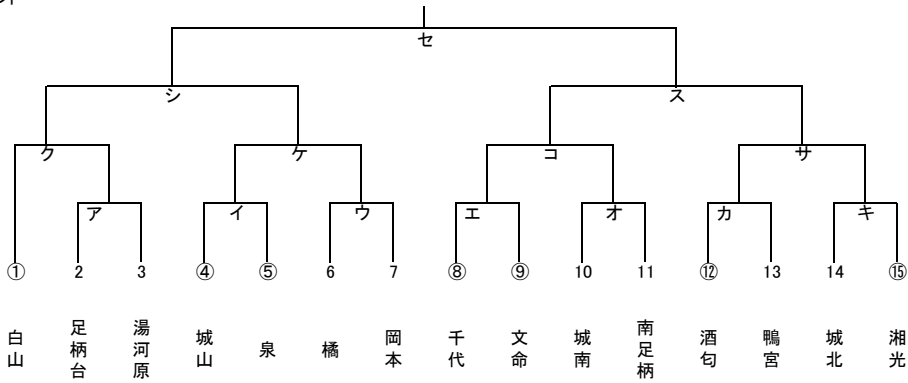 セ
シ ス
ク ケ コ サ
ア イ ウ エ オ カ キ
① 2 3 ④ ⑤ 6 7 ⑧ ⑨ 10 11 ⑫ 13 14 ⑮
白山 足柄台 湯河原 城山 泉 橘 岡本 千代 文命 城南 南足柄 酒匂 鴨宮 城北 湘光